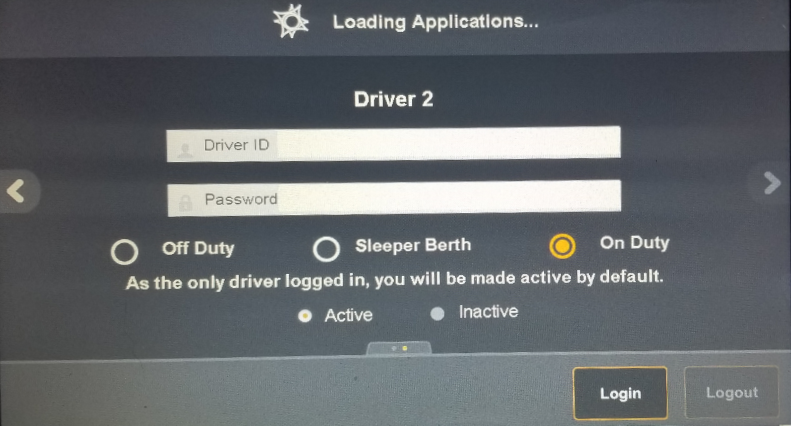 Loading Applications...
Driver 2
Driver ID
Password
Off Duty Sleeper Berth On Duty
As the only driver logged in, you will be made active by default.
Active Inactive
Login Logout